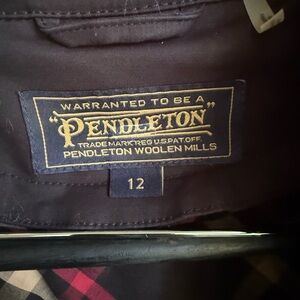 WARRANTED TO BE A
"PENDLETON"
TRADE MARK REG. U.S. PAT. OFF.
PENDLETON WOOLEN MILLS
12